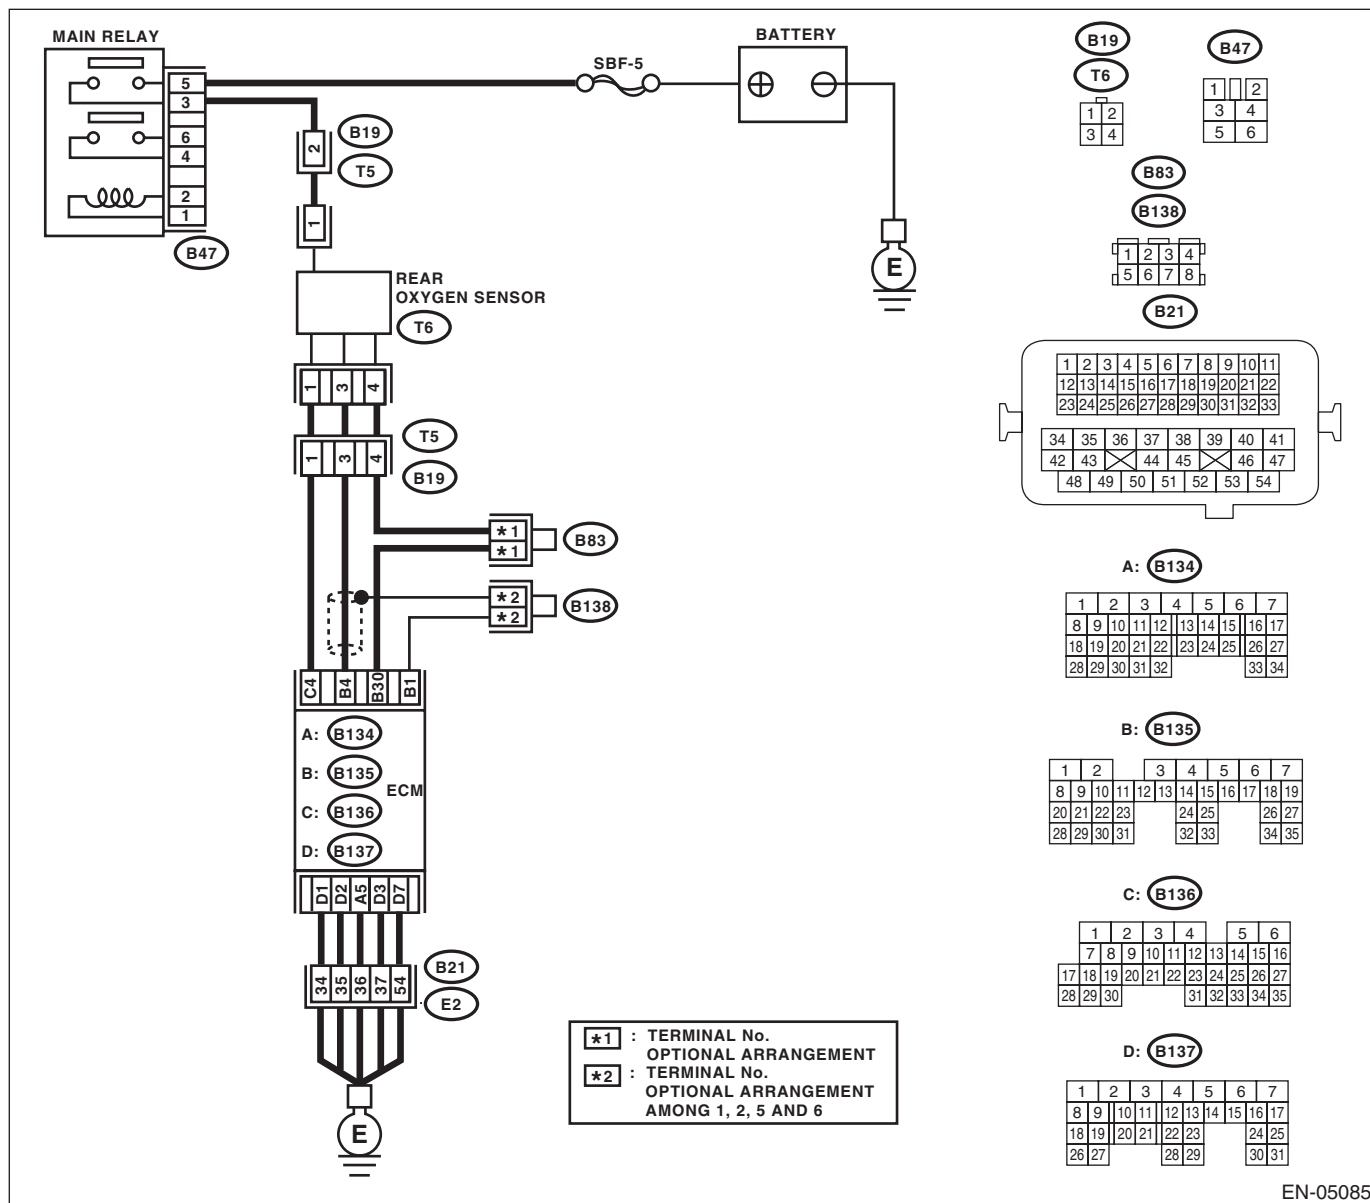 MAIN RELAY
5
3
6
4
2
1
B47
SBF-5
BATTERY
E
2
B19
T5
1
REAR
OXYGEN SENSOR
T6
1 3 4
T5
1 3 4
B19
*1
*1
B83
*2
*2
B138
C4 B4 B30 B1
A: B134
B: B135
ECM
C: B136
D: B137
D1 D2 A5 D3 D7
34 35 36 37 54
B21
E2
E
*1 : TERMINAL No.
OPTIONAL ARRANGEMENT
*2 : TERMINAL No.
OPTIONAL ARRANGEMENT
AMONG 1, 2, 5 AND 6
B19
T6
1 2
3 4
B47
1 2
3 4
5 6
B83
B138
1 2 3 4
5 6 7 8
B21
1 2 3 4 5 6 7 8 9 10 11
12 13 14 15 16 17 18 19 20 21 22
23 24 25 26 27 28 29 30 31 32 33
34 35 36 37 38 39 40 41
42 43 44 45 46 47
48 49 50 51 52 53 54
A: B134
1 2 3 4 5 6 7
8 9 10 11 12 13 14 15 16 17
18 19 20 21 22 23 24 25 26 27
28 29 30 31 32 33 34
B: B135
1 2 3 4 5 6 7
8 9 10 11 12 13 14 15 16 17 18 19
20 21 22 23 24 25 26 27
28 29 30 31 32 33 34 35
C: B136
1 2 3 4 5 6
7 8 9 10 11 12 13 14 15 16
17 18 19 20 21 22 23 24 25 26 27
28 29 30 31 32 33 34 35
D: B137
1 2 3 4 5 6 7
8 9 10 11 12 13 14 15 16 17
18 19 20 21 22 23 24 25
26 27 28 29 30 31
EN-05085